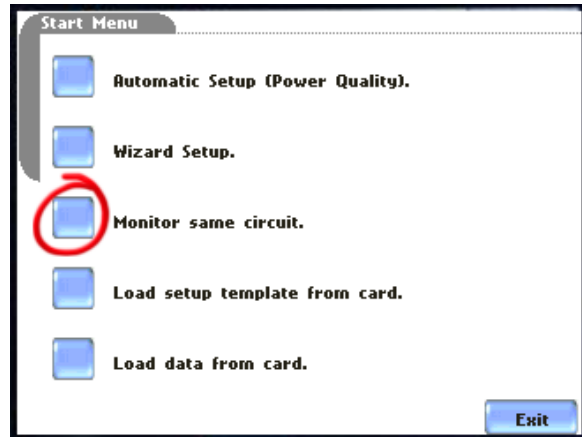 Start Menu
Automatic Setup (Power Quality).
Wizard Setup.
Monitor same circuit.
Load setup template from card.
Load data from card.
Exit